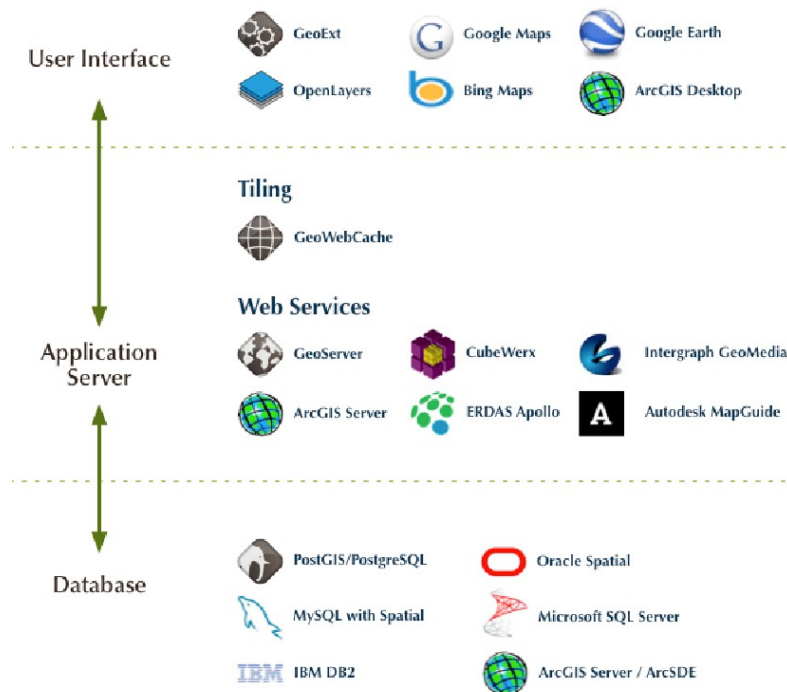 User Interface
GeoExt
Google Maps
Google Earth
OpenLayers
Bing Maps
ArcGIS Desktop
Tiling
GeoWebCache
Web Services
Application
Server
GeoServer
CubeWerx
Intergraph GeoMedia
ArcGIS Server
ERDAS Apollo
A
Autodesk MapGuide
Database
PostGIS/PostgreSQL
Oracle Spatial
MySQL with Spatial
Microsoft SQL Server
IBM
IBM DB2
ArcGIS Server / ArcSDE